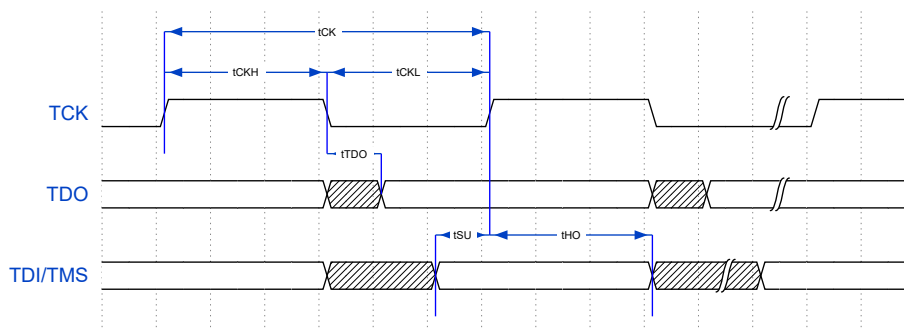 tCK
tCKH
tCKL
TCK
tTDO
TDO
tSU
tHO
TDI/TMS